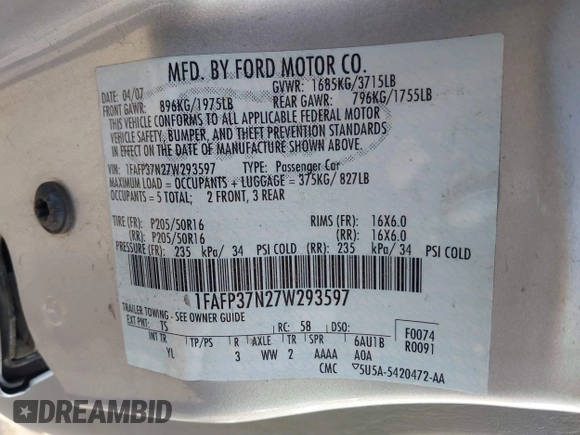 MFD. BY FORD MOTOR CO.
DATE: 04/07 GVWR: 1685KG/3715LB
FRONT GAWR: 896KG/1975LB REAR GAWR: 796KG/1755LB
THIS VEHICLE CONFORMS TO ALL APPLICABLE FEDERAL MOTOR
VEHICLE SAFETY, BUMPER, AND THEFT PREVENTION STANDARDS
IN EFFECT ON THE DATE OF MANUFACTURE SHOWN ABOVE.
VIN: 1FAFP37N27W293597 TYPE: Passenger Car
MAXIMUM LOAD = OCCUPANTS + LUGGAGE = 375KG/ 827LB
OCCUPANTS = 5 TOTAL; 2 FRONT, 3 REAR
TIRE (FR): P205/50R16 RIMS (FR): 16X6.0
(RR): P205/50R16 (RR): 16X6.0
PRESSURE (FR): 235 kPa/ 34 PSI COLD (RR): 235 kPa/ 34 PSI COLD
1FAFP37N27W293597
TRAILER TOWING - SEE OWNER GUIDE
EXT PNT: TS RC: 5B DSO: F0074
INT TR TP/PS R AXLE TR SPR 6AU1B R0091
YL 3 WW 2 AAAA A0A
CMC 5U5A-5420472-AA
DREAMBID